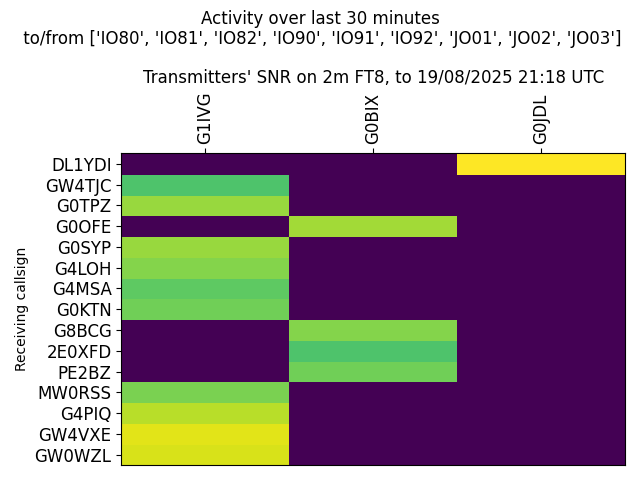 Activity over last 30 minutes
to/from ['IO80', 'IO81', 'IO82', 'IO90', 'IO91', 'IO92', 'JO01', 'JO02', 'JO03']
Transmitters' SNR on 2m FT8, to 19/08/2025 21:18 UTC
G1IVG
G0BIX
G0JDL
Receiving callsign
DL1YDI
GW4TJC
G0TPZ
G0OFE
G0SYP
G4LOH
G4MSA
G0KTN
G8BCG
2E0XFD
PE2BZ
MW0RSS
G4PIQ
GW4VXE
GW0WZL